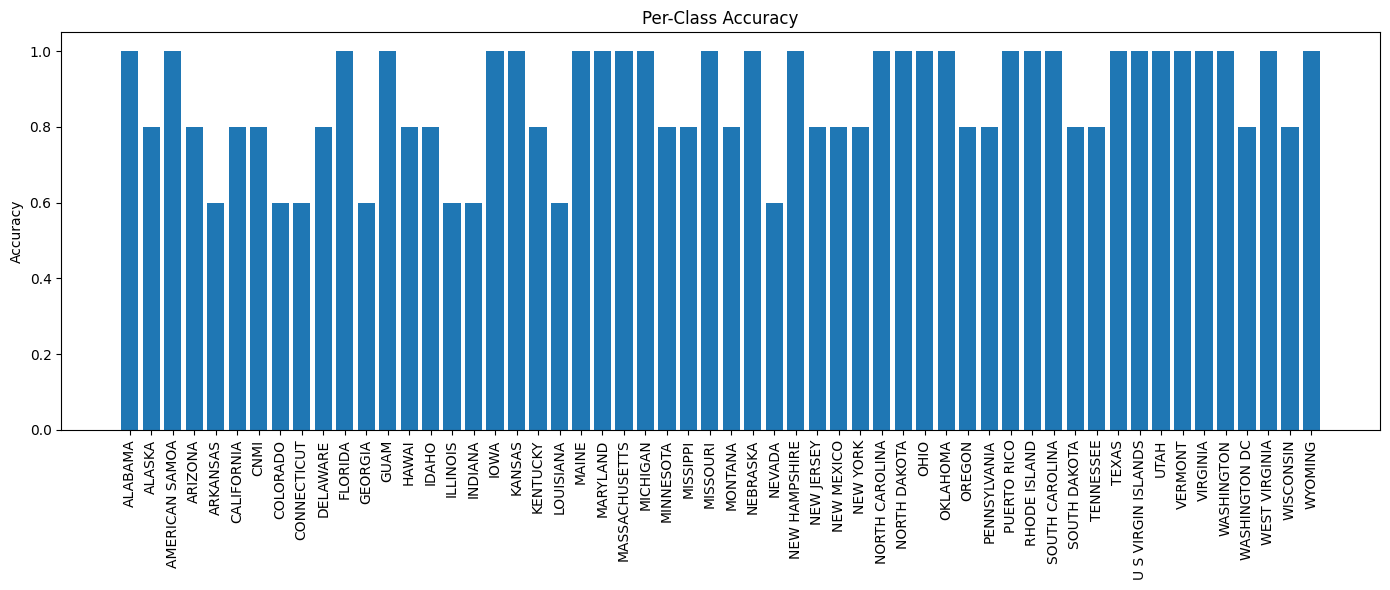 Per-Class Accuracy
Accuracy
1.0
0.8
0.6
0.4
0.2
0.0
ALABAMA
ALASKA
AMERICAN SAMOA
ARIZONA
ARKANSAS
CALIFORNIA
CNMI
COLORADO
CONNECTICUT
DELAWARE
FLORIDA
GEORGIA
GUAM
HAWAI
IDAHO
ILLINOIS
INDIANA
IOWA
KANSAS
KENTUCKY
LOUISIANA
MAINE
MARYLAND
MASSACHUSETTS
MICHIGAN
MINNESOTA
MISSIPPI
MISSOURI
MONTANA
NEBRASKA
NEVADA
NEW HAMPSHIRE
NEW JERSEY
NEW MEXICO
NEW YORK
NORTH CAROLINA
NORTH DAKOTA
OHIO
OKLAHOMA
OREGON
PENNSYLVANIA
PUERTO RICO
RHODE ISLAND
SOUTH CAROLINA
SOUTH DAKOTA
TENNESSEE
TEXAS
U S VIRGIN ISLANDS
UTAH
VERMONT
VIRGINIA
WASHINGTON
WASHINGTON DC
WEST VIRGINIA
WISCONSIN
WYOMING